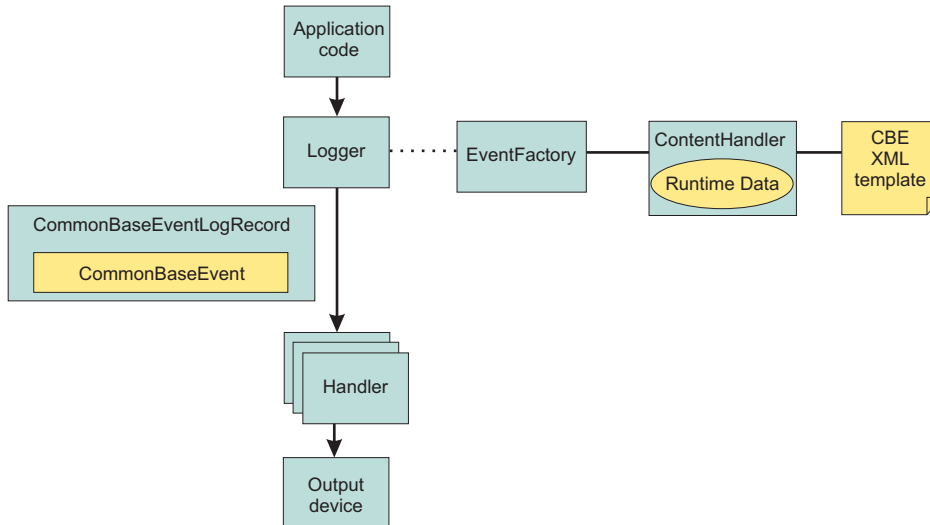 Application
code
Logger
EventFactory
ContentHandler
Runtime Data
CBE
XML
template
CommonBaseEventLogRecord
CommonBaseEvent
Handler
Output
device